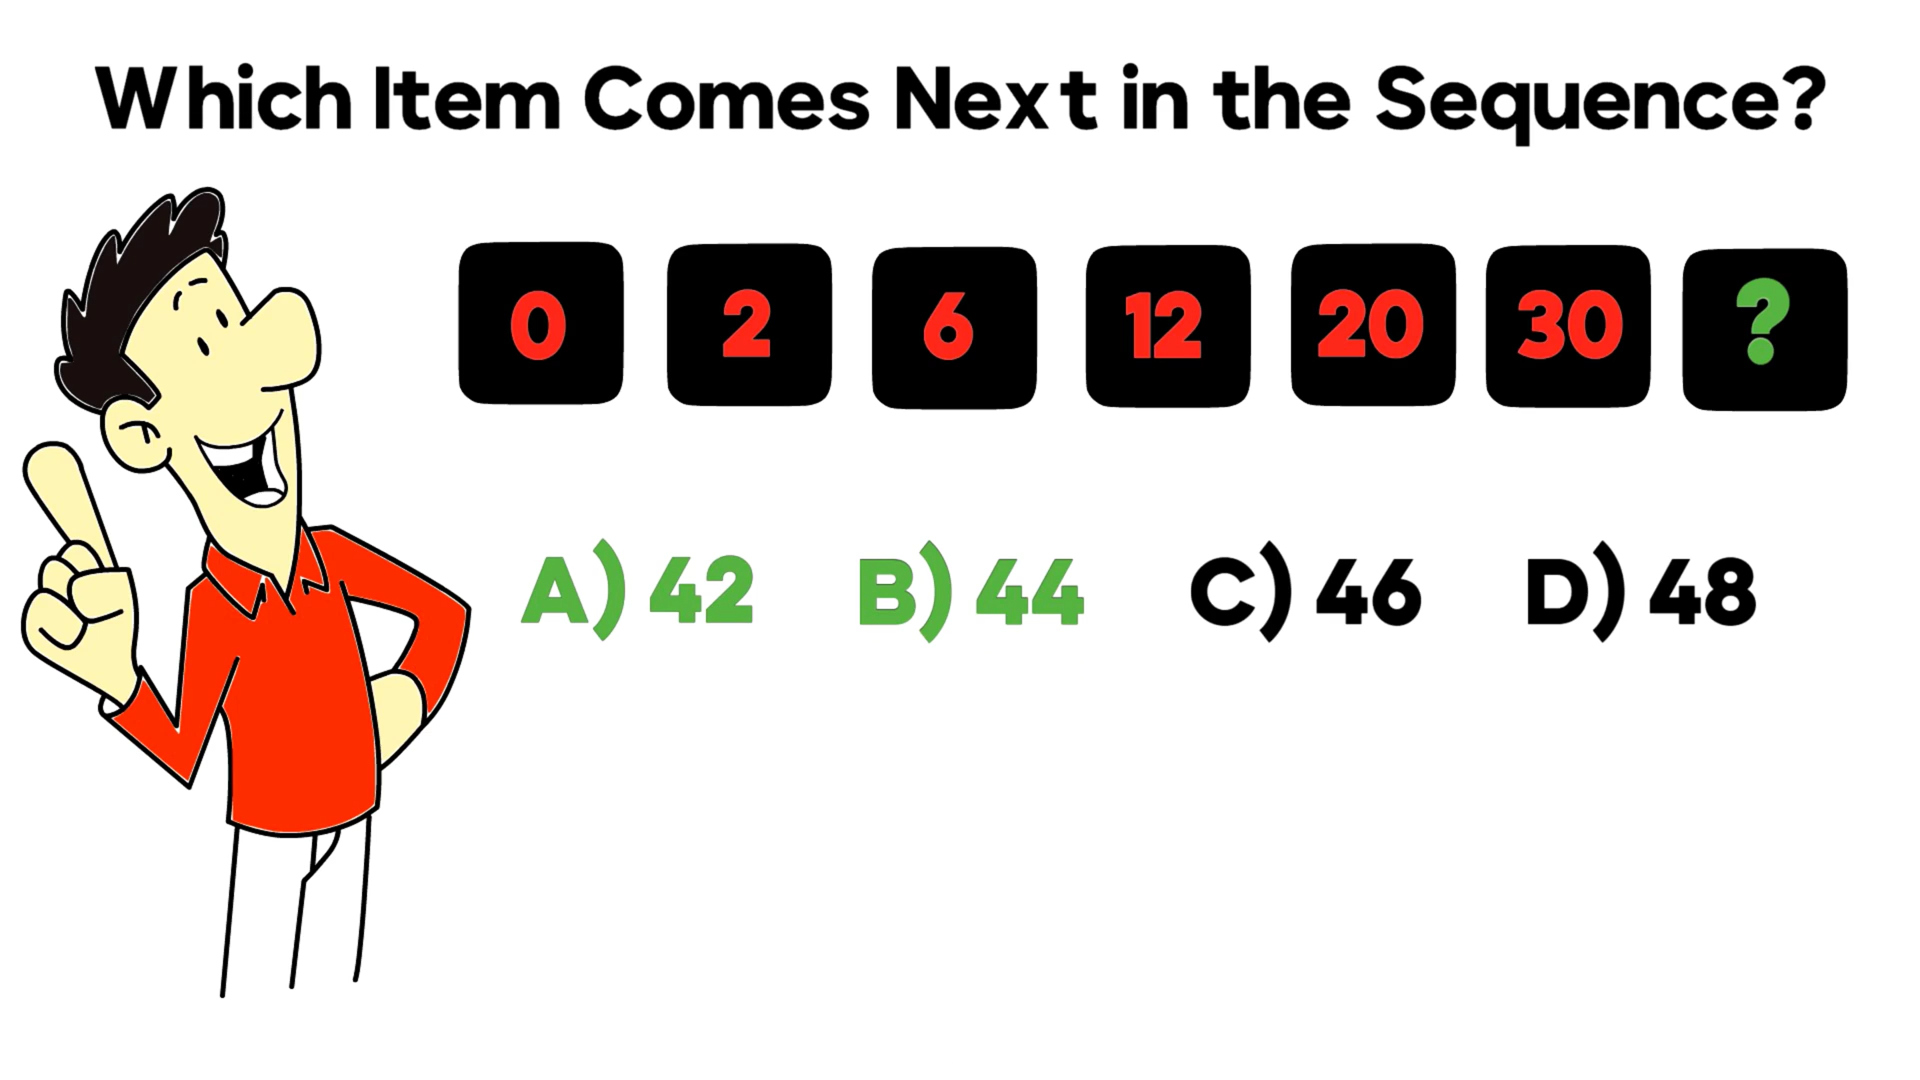 Which Item Comes Next in the Sequence?
0 2 6 12 20 30 ?
A) 42 B) 44 C) 46 D) 48